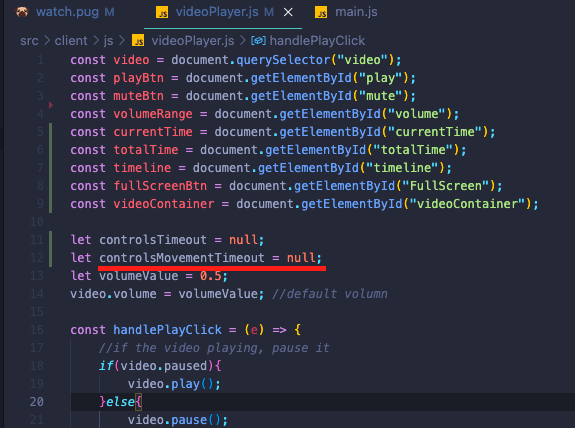 watch.pug M
JS videoPlayer.js M ×
JS main.js
src > client > js > JS videoPlayer.js > handlePlayClick
1 const video = document.querySelector("video");
2 const playBtn = document.getElementById("play");
3 const muteBtn = document.getElementById("mute");
4 const volumeRange = document.getElementById("volume");
5 const currentTime = document.getElementById("currentTime");
6 const totalTime = document.getElementById("totalTime");
7 const timeline = document.getElementById("timeline");
8 const fullScreenBtn = document.getElementById("FullScreen");
9 const videoContainer = document.getElementById("videoContainer");
10
11 let controlsTimeout = null;
12 let controlsMovementTimeout = null;
13 let volumeValue = 0.5;
14 video.volume = volumeValue; //default volumn
15
16 const handlePlayClick = (e) => {
17 //if the video playing, pause it
18 if(video.paused){
19 video.play();
20 }else{
21 video.pause();